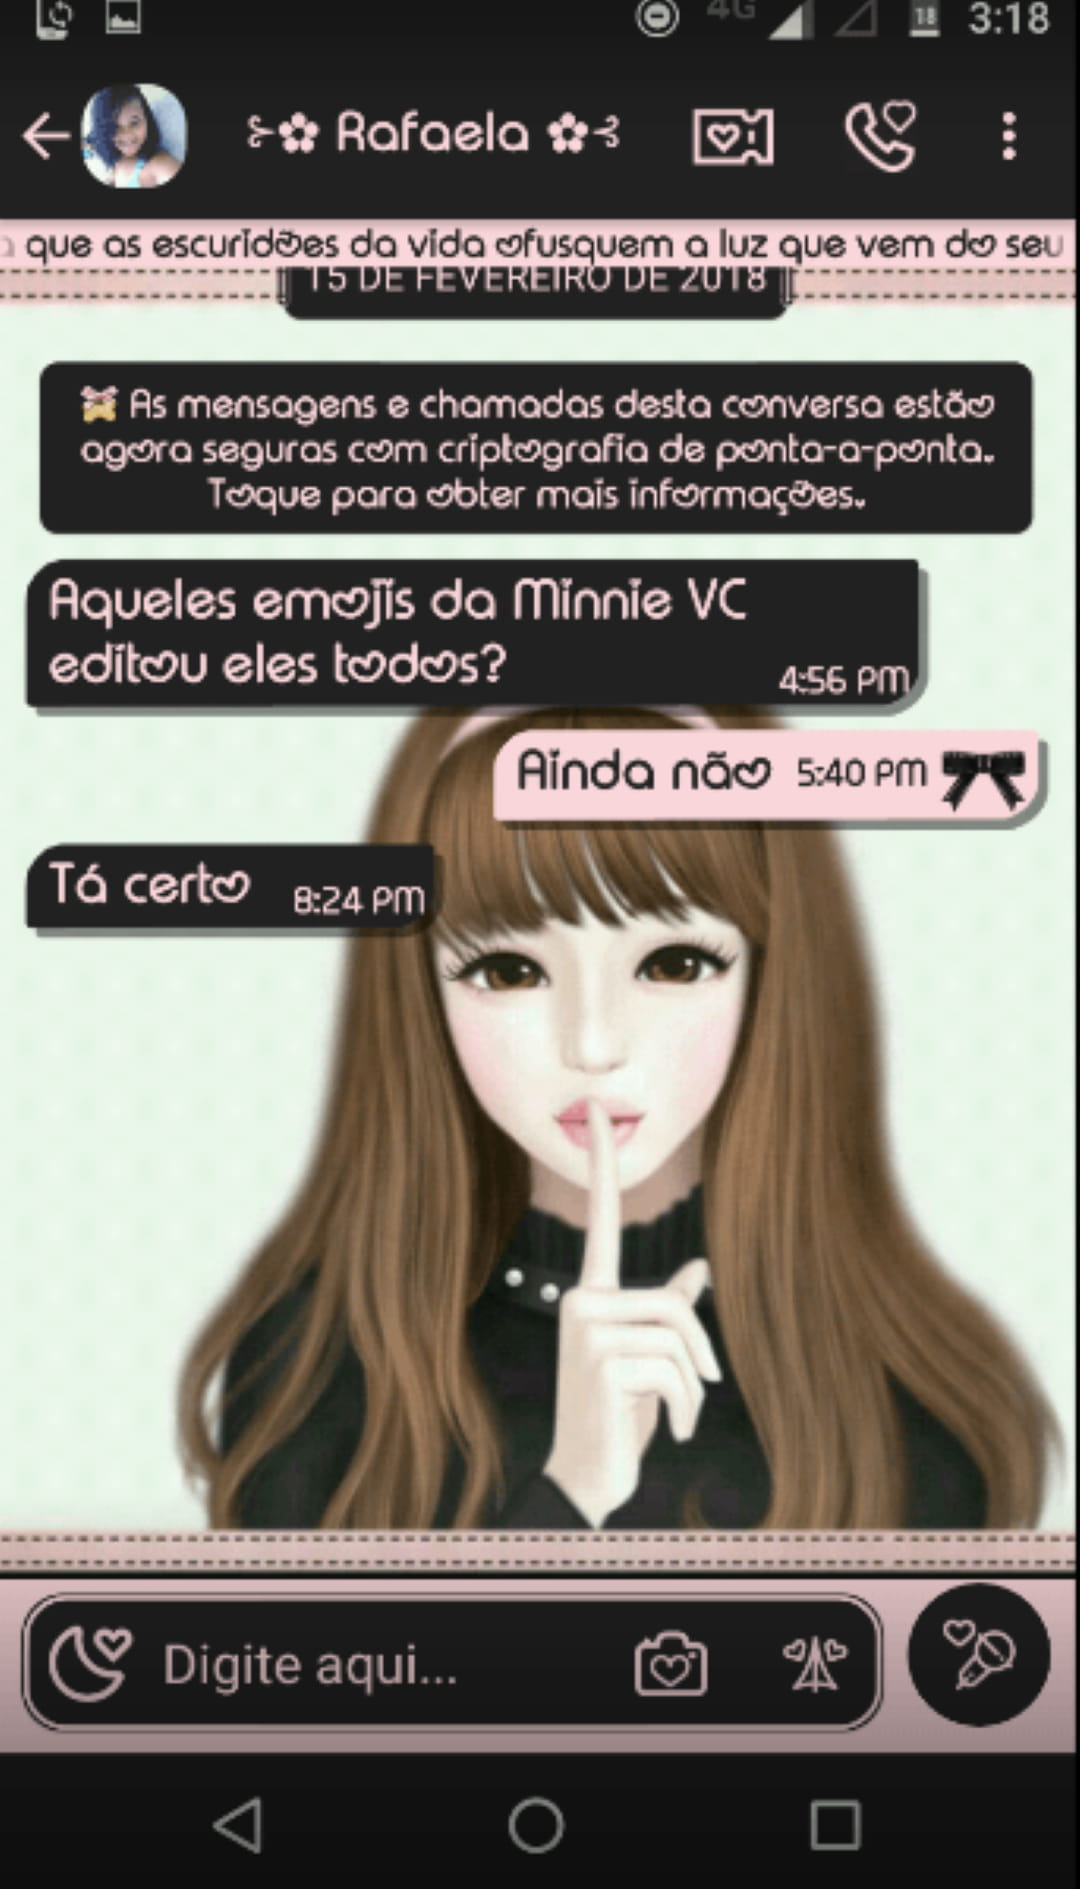 4G 18 3:18
Rafaela
que as escuridões da vida ofusquem a luz que vem do seu
15 DE FEVEREIRO DE 2018
As mensagens e chamadas desta conversa estão
agora seguras com criptografia de ponta-a-ponta.
Toque para obter mais informações.
Aqueles emojis da Minnie VC
editou eles todos?
4:56 PM
Ainda não 5:40 PM
Tá certo 8:24 PM
Digite aqui...